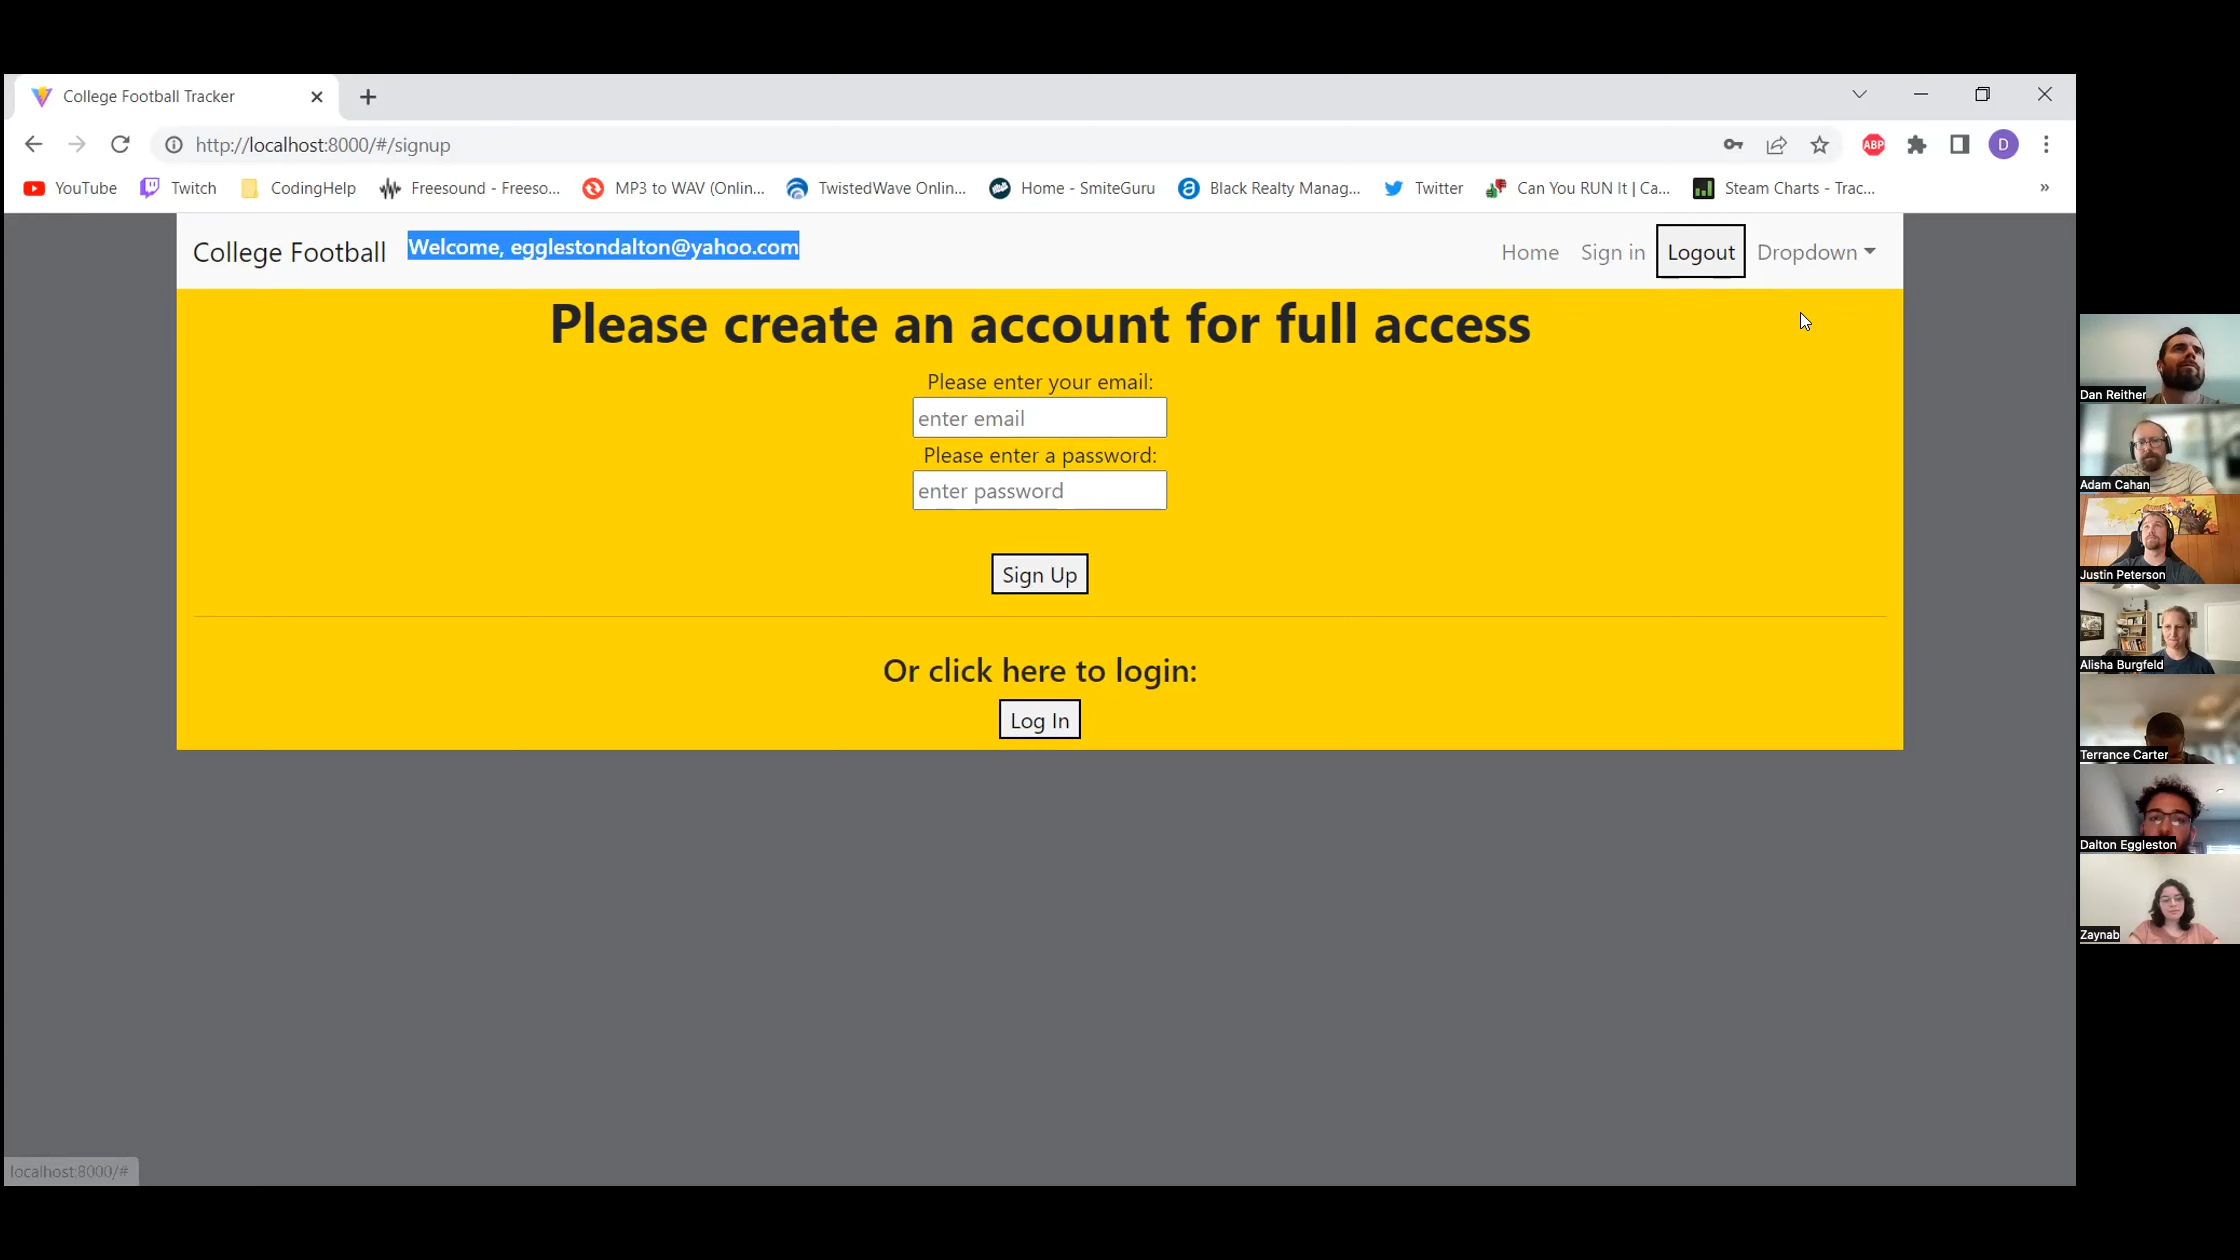 College Football Tracker
http://localhost:8000/#/signup
ABP
D
YouTube
Twitch
CodingHelp
Freesound - Freeso...
MP3 to WAV (Onlin...
TwistedWave Onlin...
Home - SmiteGuru
Black Realty Manag...
Twitter
Can You RUN It | Ca...
Steam Charts - Trac...
»
College Football
Welcome, egglestondalton@yahoo.com
Home
Sign in
Logout
Dropdown
Please create an account for full access
Please enter your email:
enter email
Please enter a password:
enter password
Sign Up
Or click here to login:
Log In
localhost:8000/#
Dan Reither
Adam Cahan
Justin Peterson
Alisha Burgfeld
Terrance Carter
Dalton Eggleston
Zaynab